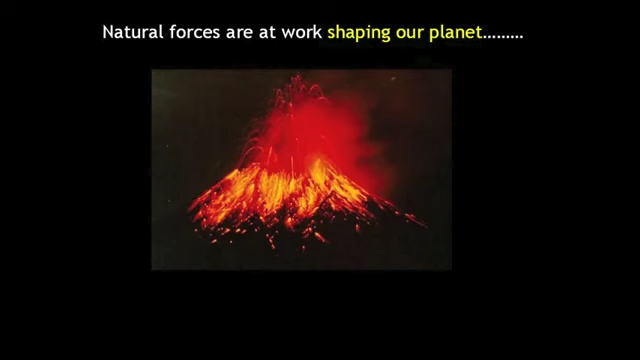 Natural forces are at work shaping our planet.........